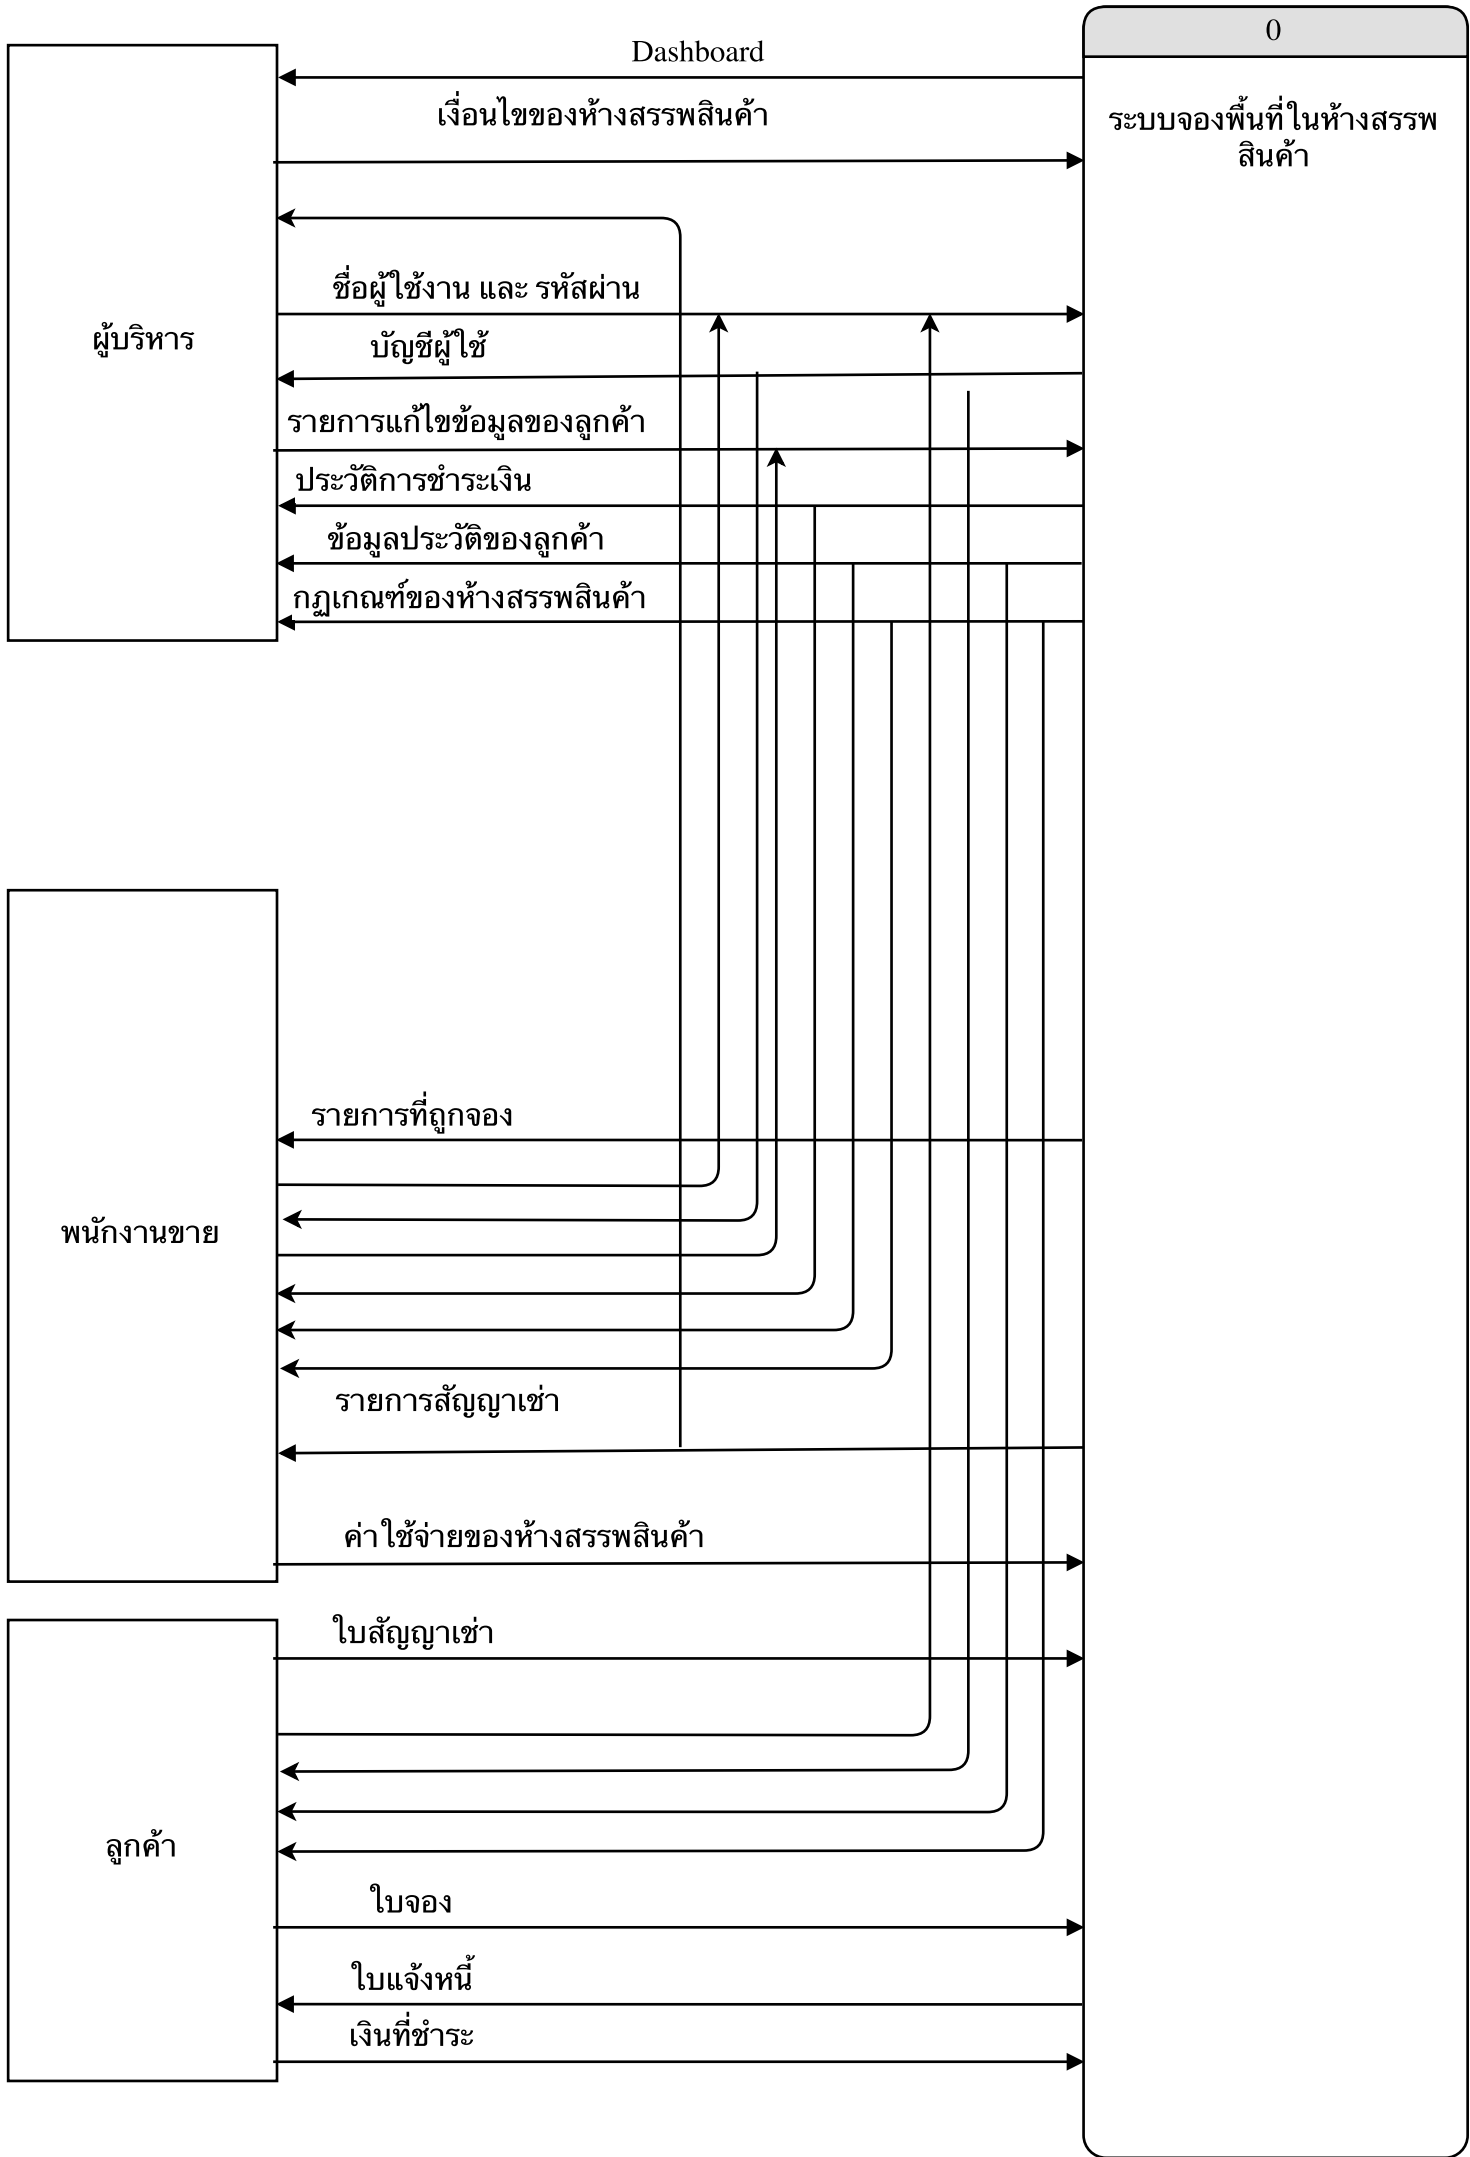 0
Dashboard
เงื่อนไขของห้างสรรพสินค้า
ระบบจองพื้นที่ในห้างสรรพ
สินค้า
ชื่อผู้ใช้งาน และ รหัสผ่าน
ผู้บริหาร
บัญชีผู้ใช้
รายการแก้ไขข้อมูลของลูกค้า
ประวัติการชำระเงิน
ข้อมูลประวัติของลูกค้า
กฏเกณฑ์ของห้างสรรพสินค้า
รายการที่ถูกจอง
พนักงานขาย
รายการสัญญาเช่า
ค่าใช้จ่ายของห้างสรรพสินค้า
ใบสัญญาเช่า
ลูกค้า
ใบจอง
ใบแจ้งหนี้
เงินที่ชำระ